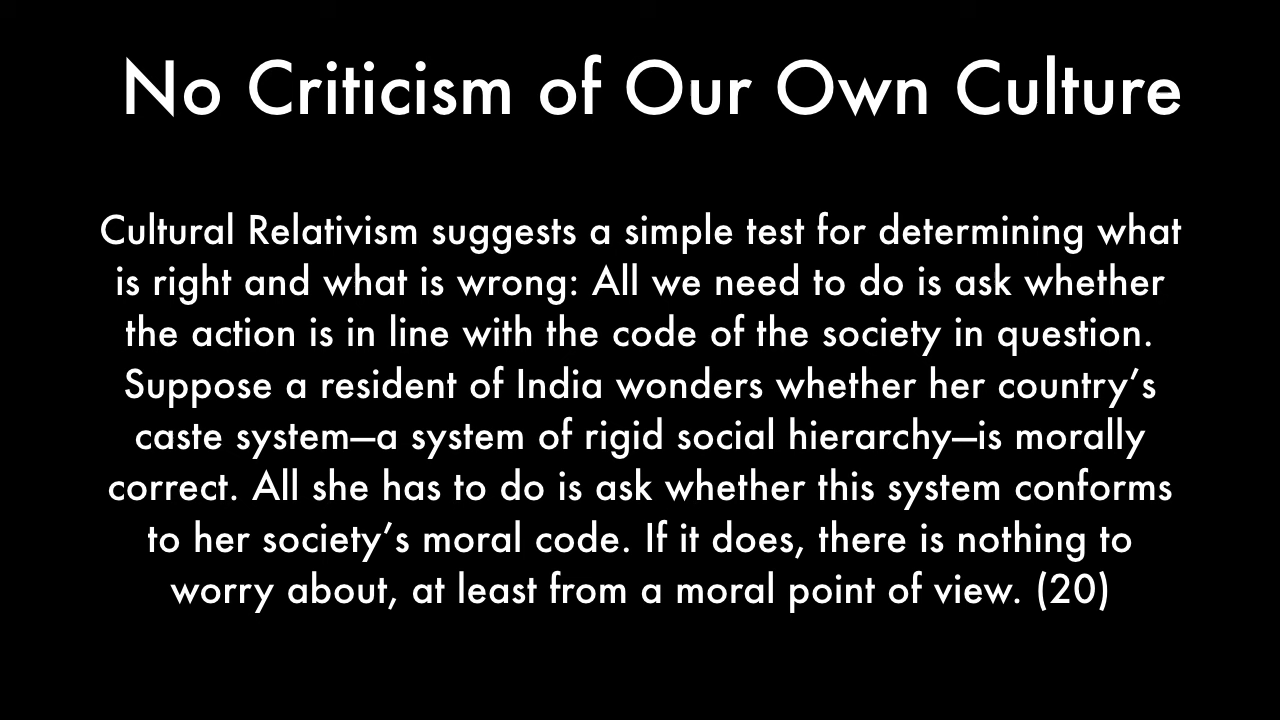 No Criticism of Our Own Culture
Cultural Relativism suggests a simple test for determining what
is right and what is wrong: All we need to do is ask whether
the action is in line with the code of the society in question.
Suppose a resident of India wonders whether her country’s
caste system—a system of rigid social hierarchy—is morally
correct. All she has to do is ask whether this system conforms
to her society’s moral code. If it does, there is nothing to
worry about, at least from a moral point of view. (20)